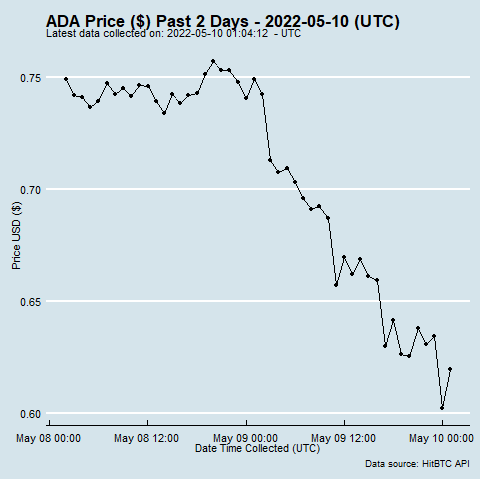 ADA Price ($) Past 2 Days - 2022-05-10 (UTC)
Latest data collected on: 2022-05-10 01:04:12 - UTC
0.75
0.70
0.65
0.60
Price USD ($)
May 08 00:00 May 08 12:00 May 09 00:00 May 09 12:00 May 10 00:00
Date Time Collected (UTC)
Data source: HitBTC API